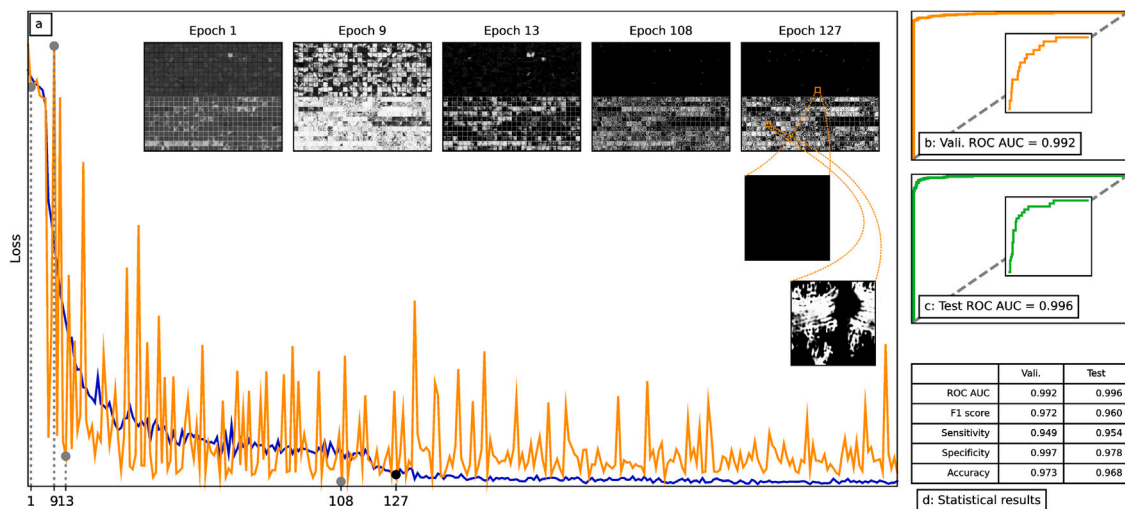 a
Epoch 1
Epoch 9
Epoch 13
Epoch 108
Epoch 127
Loss
1
9
13
108
127
b: Vali. ROC AUC = 0.992
c: Test ROC AUC = 0.996
Vali. Test
ROC AUC 0.992 0.996
F1 score 0.972 0.960
Sensitivity 0.949 0.954
Specificity 0.997 0.978
Accuracy 0.973 0.968
d: Statistical results